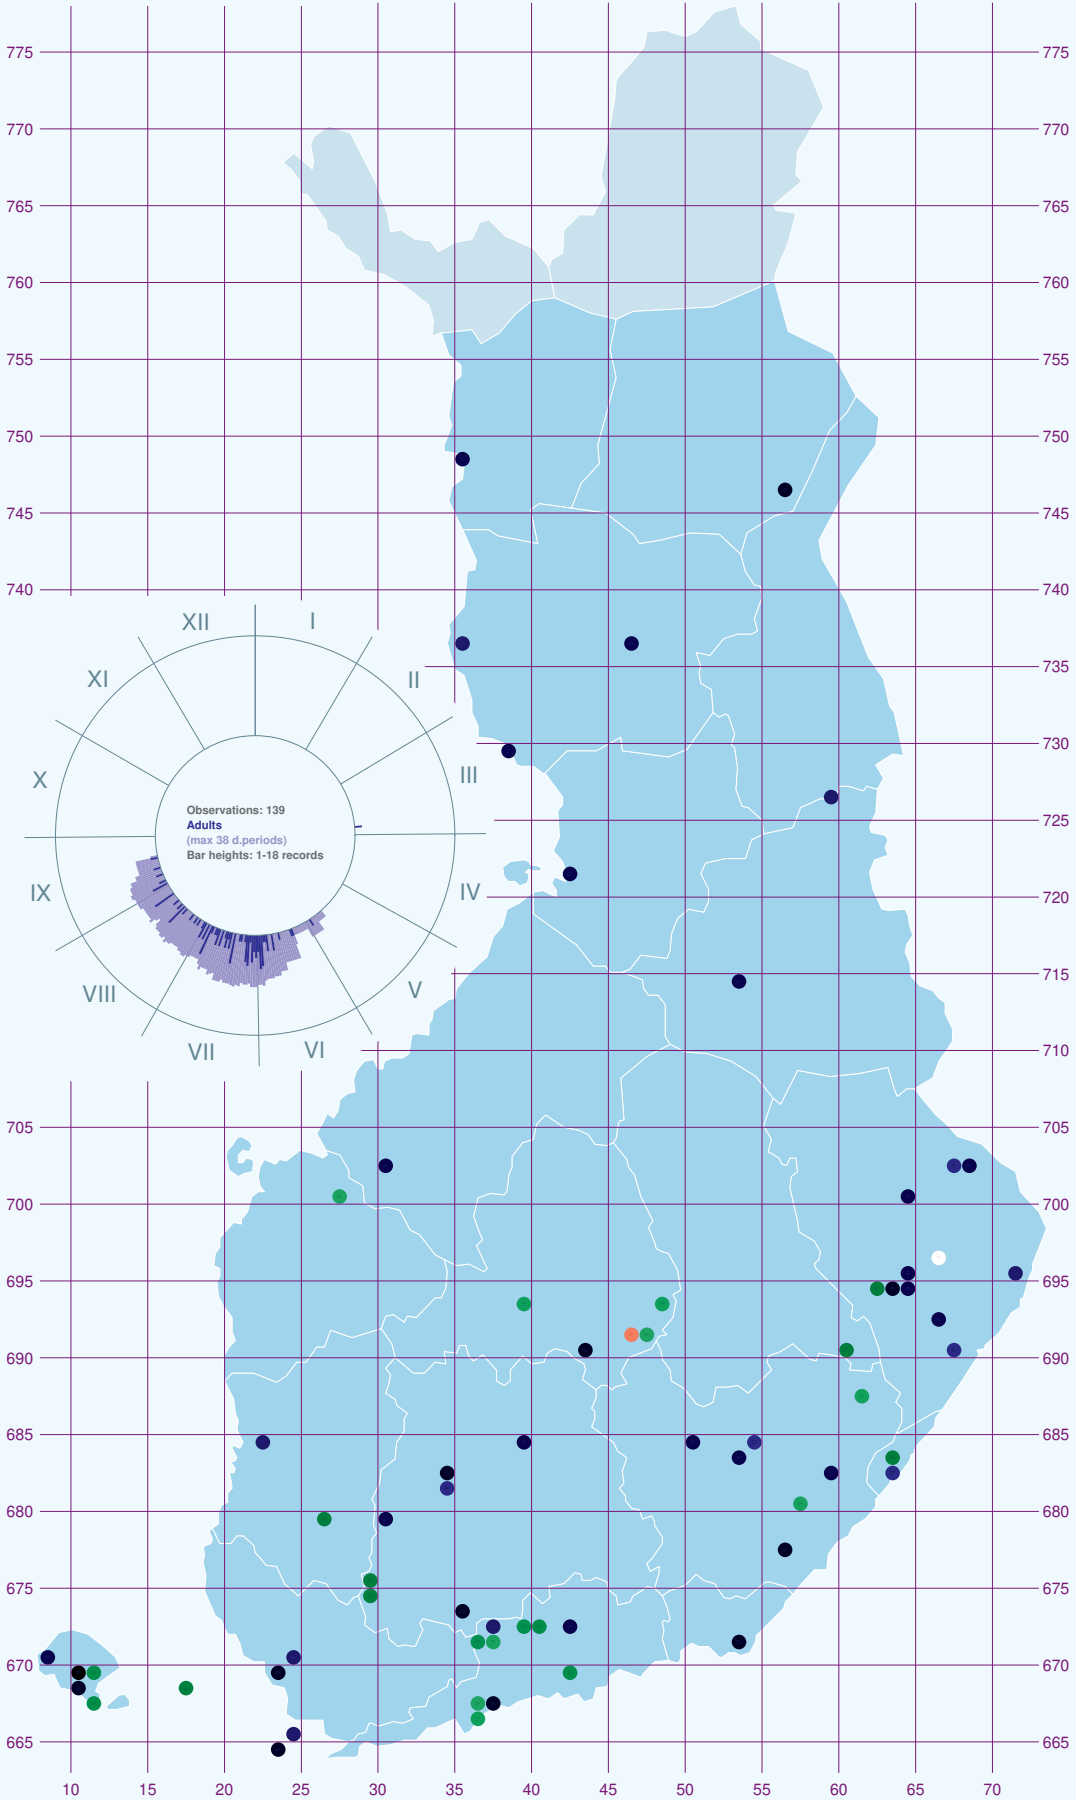 775 775
770 770
765 765
760 760
755 755
750 750
745 745
740 740
XII I
XI II
735 735
730 730
X III
Observations: 139
Adults
(max 38 d.periods)
Bar heights: 1-18 records
725 725
IX IV
720 720
VIII V
715 715
VII VI
710 710
705 705
700 700
695 695
690 690
685 685
680 680
675 675
670 670
665 665
10 15 20 25 30 35 40 45 50 55 60 65 70